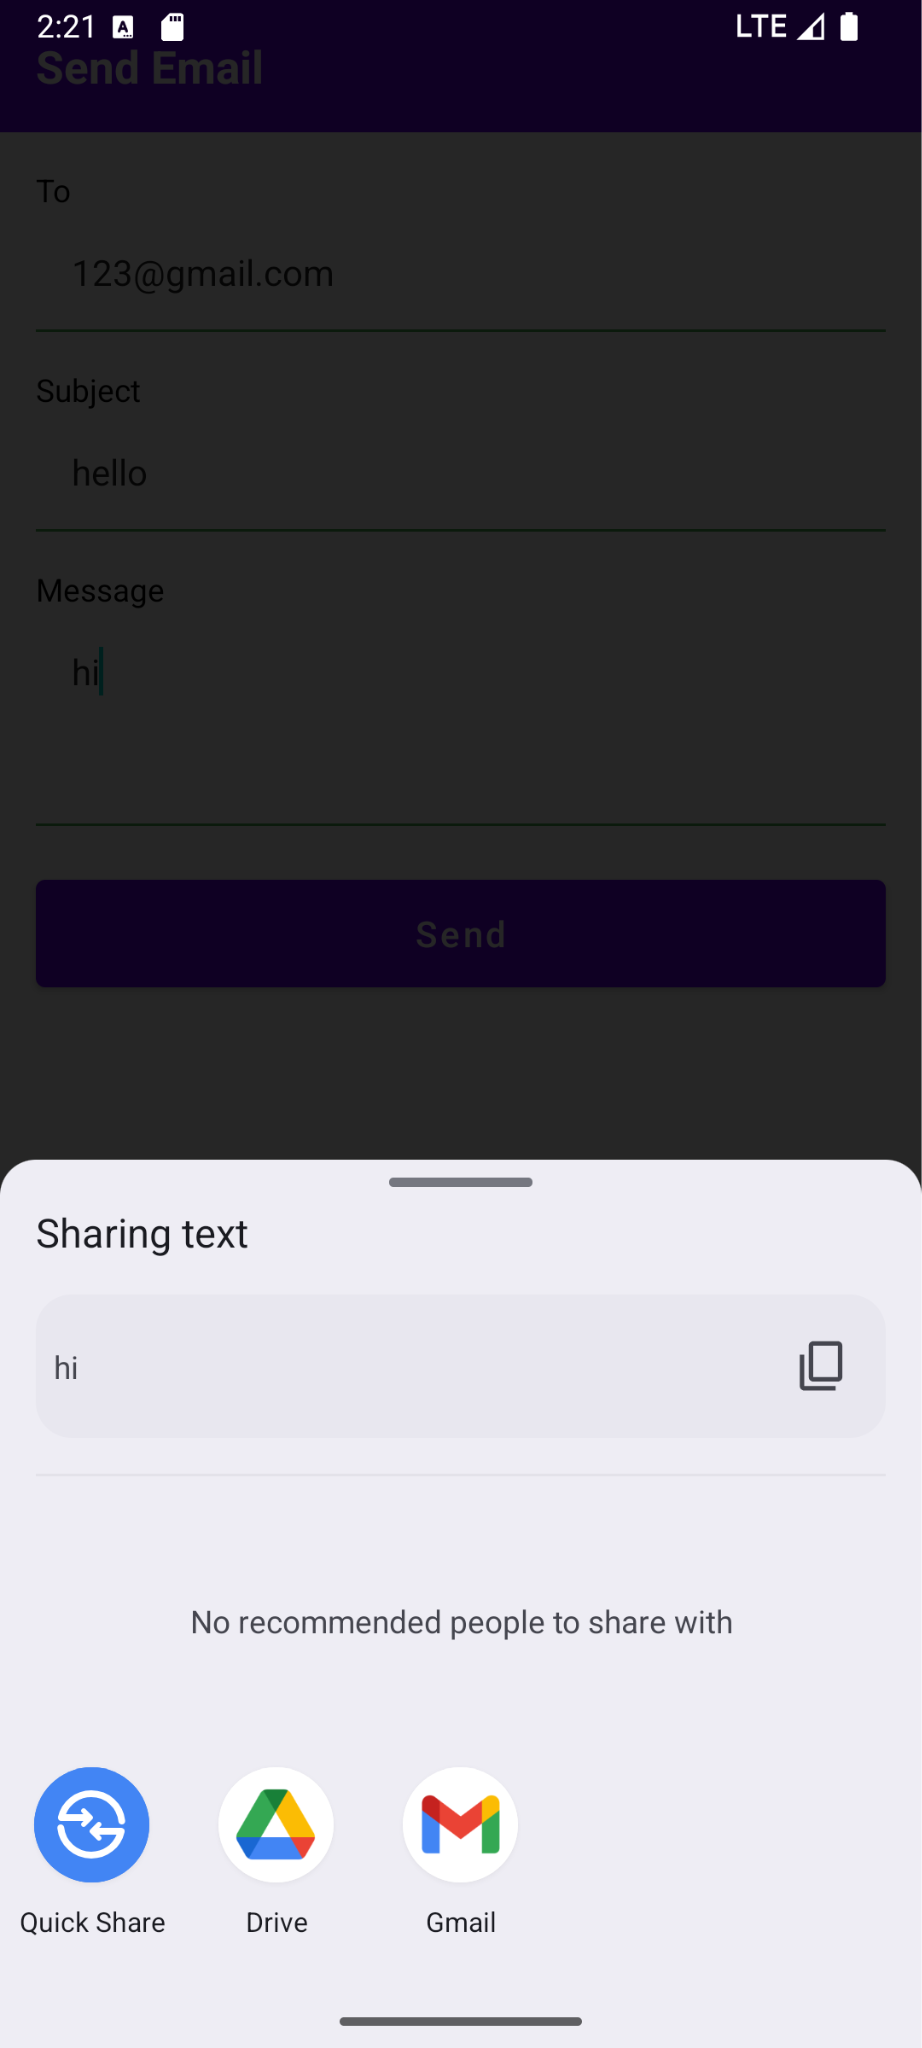 2:21 A LTE
Send Email
To
123@gmail.com
Subject
hello
Message
hi
Send
Sharing text
hi
No recommended people to share with
Quick Share Drive Gmail